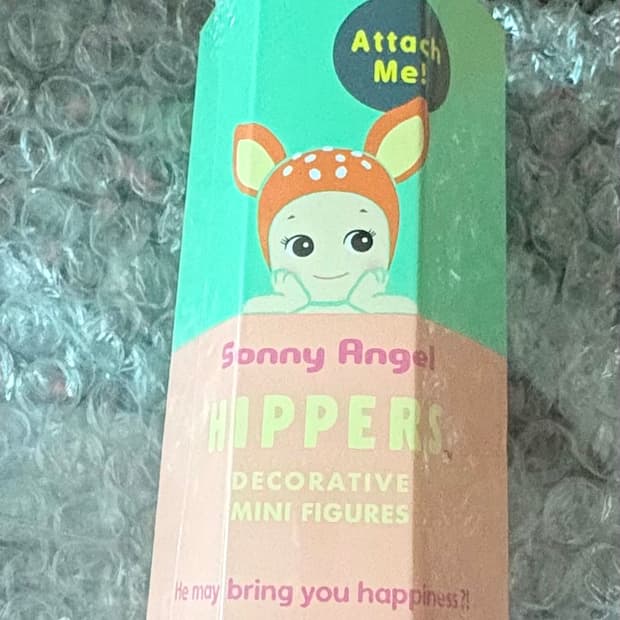 Attach
Me!
Sonny Angel
HIPPERS
DECORATIVE
MINI FIGURES
He may bring you happiness?!